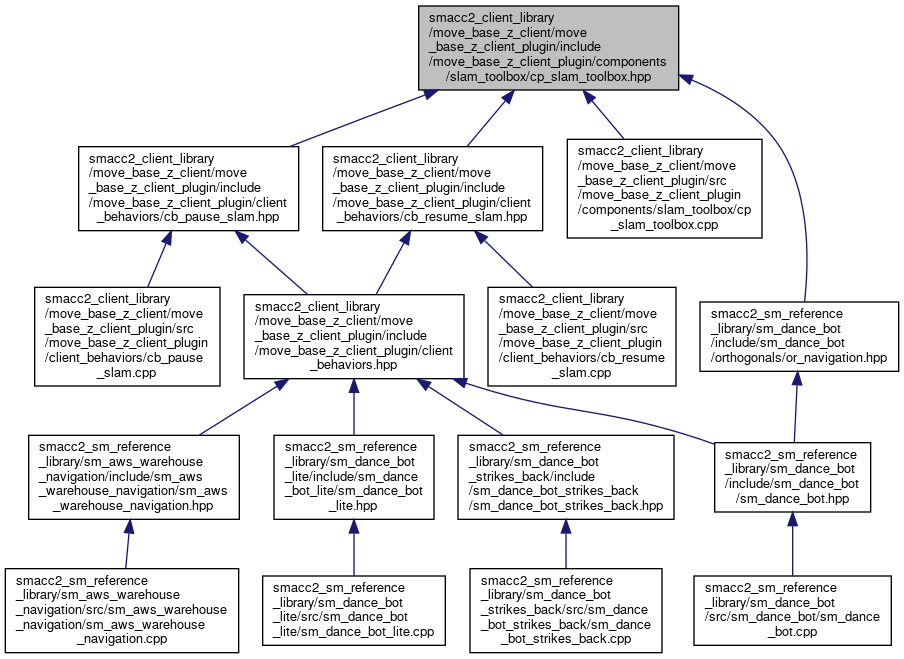 smacc2_client_library
/move_base_z_client/move
_base_z_client_plugin/include
/move_base_z_client_plugin/components
/slam_toolbox/cp_slam_toolbox.hpp
smacc2_client_library
/move_base_z_client/move
_base_z_client_plugin/include
/move_base_z_client_plugin/client
_behaviors/cb_pause_slam.hpp
smacc2_client_library
/move_base_z_client/move
_base_z_client_plugin/include
/move_base_z_client_plugin/client
_behaviors/cb_resume_slam.hpp
smacc2_client_library
/move_base_z_client/move
_base_z_client_plugin/src
/move_base_z_client_plugin
/components/slam_toolbox/cp
_slam_toolbox.cpp
smacc2_client_library
/move_base_z_client/move
_base_z_client_plugin/src
/move_base_z_client_plugin
/client_behaviors/cb_pause
_slam.cpp
smacc2_client_library
/move_base_z_client/move
_base_z_client_plugin/include
/move_base_z_client_plugin/client
_behaviors.hpp
smacc2_client_library
/move_base_z_client/move
_base_z_client_plugin/src
/move_base_z_client_plugin
/client_behaviors/cb_resume
_slam.cpp
smacc2_sm_reference
_library/sm_dance_bot
/include/sm_dance_bot
/orthogonals/or_navigation.hpp
smacc2_sm_reference
_library/sm_aws_warehouse
_navigation/include/sm_aws
_warehouse_navigation/sm_aws
_warehouse_navigation.hpp
smacc2_sm_reference
_library/sm_dance_bot
_lite/include/sm_dance
_bot_lite/sm_dance_bot
_lite.hpp
smacc2_sm_reference
_library/sm_dance_bot
_strikes_back/include
/sm_dance_bot_strikes_back
/sm_dance_bot_strikes_back.hpp
smacc2_sm_reference
_library/sm_dance_bot
/include/sm_dance_bot
/sm_dance_bot.hpp
smacc2_sm_reference
_library/sm_aws_warehouse
_navigation/src/sm_aws_warehouse
_navigation/sm_aws_warehouse
_navigation.cpp
smacc2_sm_reference
_library/sm_dance_bot
_lite/src/sm_dance_bot
_lite/sm_dance_bot_lite.cpp
smacc2_sm_reference
_library/sm_dance_bot
_strikes_back/src/sm_dance
_bot_strikes_back/sm_dance
_bot_strikes_back.cpp
smacc2_sm_reference
_library/sm_dance_bot
/src/sm_dance_bot/sm_dance
_bot.cpp